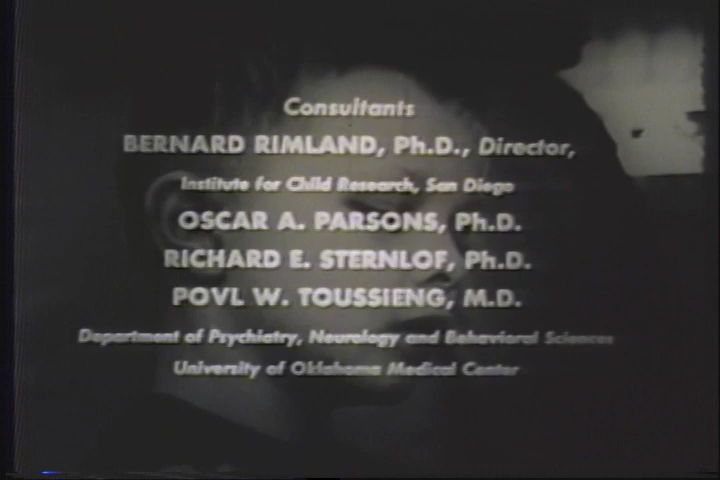 Consultants
BERNARD RIMLAND, Ph.D., Director,
Institute for Child Research, San Diego
OSCAR A. PARSONS, Ph.D.
RICHARD E. STERNLOF, Ph.D.
POVL W. TOUSSIENG, M.D.
Department of Psychiatry, Neurology and Behavioral Sciences
University of Oklahoma Medical Center